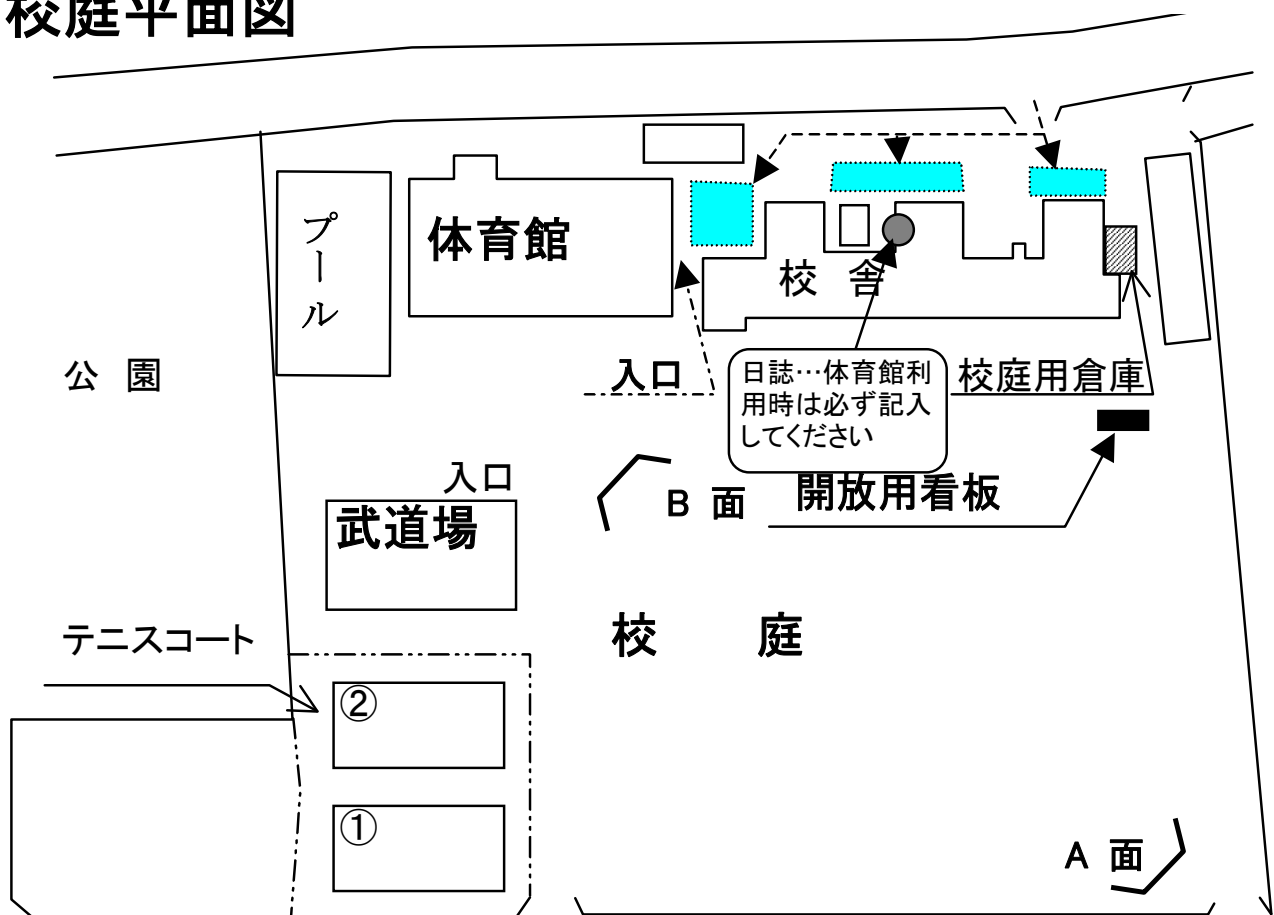 校庭平面図
プール
体育館
校 舎
公 園
入口
日誌…体育館利
用時は必ず記入
してください
校庭用倉庫
入口
武道場
B 面
開放用看板
テニスコート
校 庭
②
①
A 面